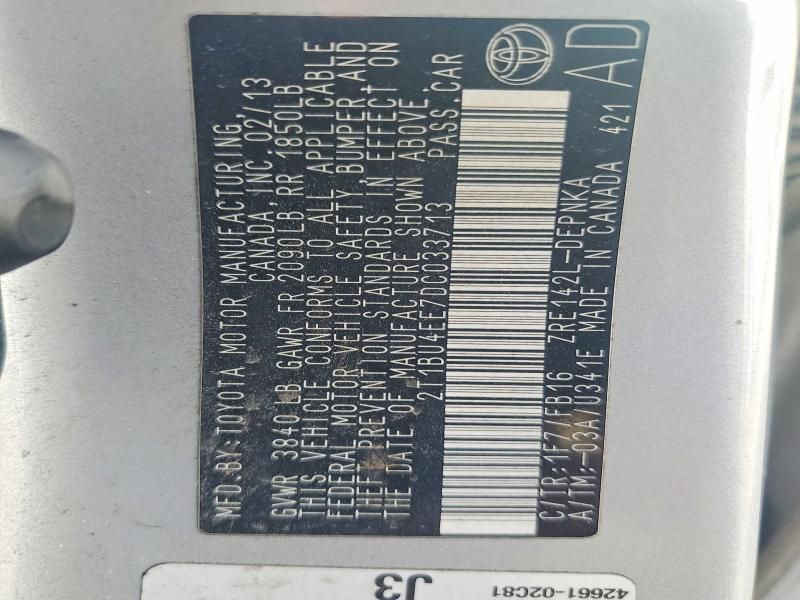 MFD.BY:TOYOTA MOTOR MANUFACTURING,
CANADA, INC. 02/13
GVWR 3840 LB GAWR FR 2090LB, RR 1850LB
THIS VEHICLE CONFORMS TO ALL APPLICABLE
FEDERAL MOTOR VEHICLE SAFETY, BUMPER, AND
THEFT PREVENTION STANDARDS IN EFFECT ON
THE DATE OF MANUFACTURE SHOWN ABOVE.
2T1BU4EE7DC033713 PASS.CAR
C/TR:1F7/FB16 ZRE142L-DEPNKA
A/TM:-03A/U341E MADE IN CANADA 421
AD
J3
42661-02C81